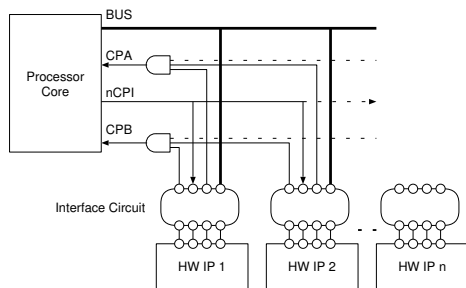 BUS
CPA
Processor
Core
nCPI
CPB
Interface Circuit
HW IP 1
HW IP 2
HW IP n